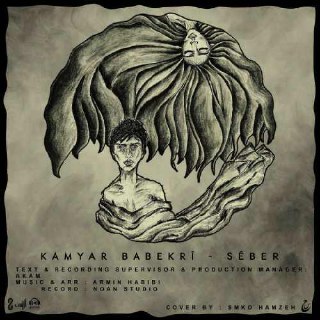 KAMYAR BABEKRÎ - SÊBER
TEXT & RECORDING SUPERVISOR & PRODUCTION MANAGER:
AKAM
MUSIC & ARR : ARMIN HABIBI
RECORD : NOAN STUDIO
COVER BY : SMKO HAMZEH